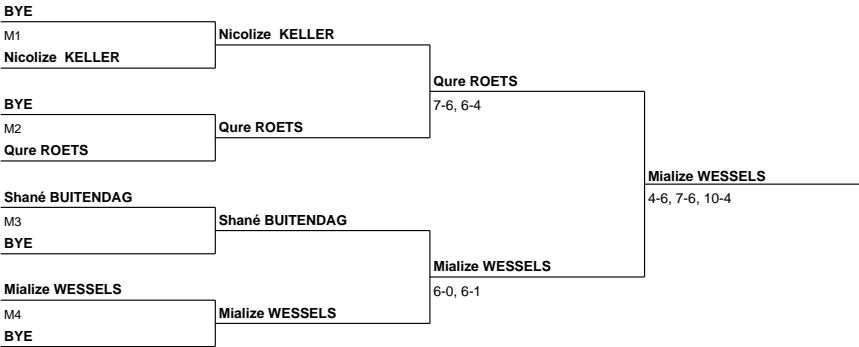 BYE
M1
Nicolize KELLER
Nicolize KELLER
BYE
M2
Qure ROETS
Qure ROETS
Qure ROETS
7-6, 6-4
Shané BUITENDAG
M3
BYE
Shané BUITENDAG
Mialize WESSELS
M4
BYE
Mialize WESSELS
Mialize WESSELS
6-0, 6-1
Mialize WESSELS
4-6, 7-6, 10-4